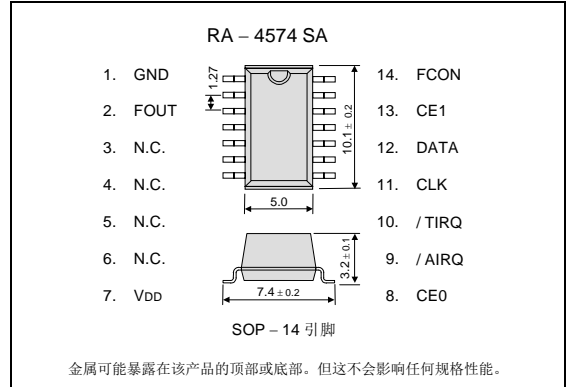 RA – 4574 SA
1. GND
2. FOUT
3. N.C.
4. N.C.
5. N.C.
6. N.C.
7. VDD
1.27
10.1 ± 0.2
5.0
3.2 ± 0.1
7.4 ± 0.2
14. FCON
13. CE1
12. DATA
11. CLK
10. / TIRQ
9. / AIRQ
8. CE0
SOP – 14 引脚
金属可能暴露在该产品的顶部或底部。但这不会影响任何规格性能。